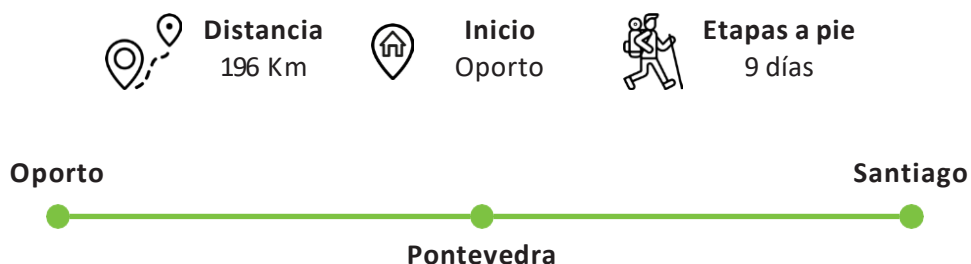 Distancia
196 Km
Inicio
Oporto
Etapas a pie
9 días
Oporto
Santiago
Pontevedra